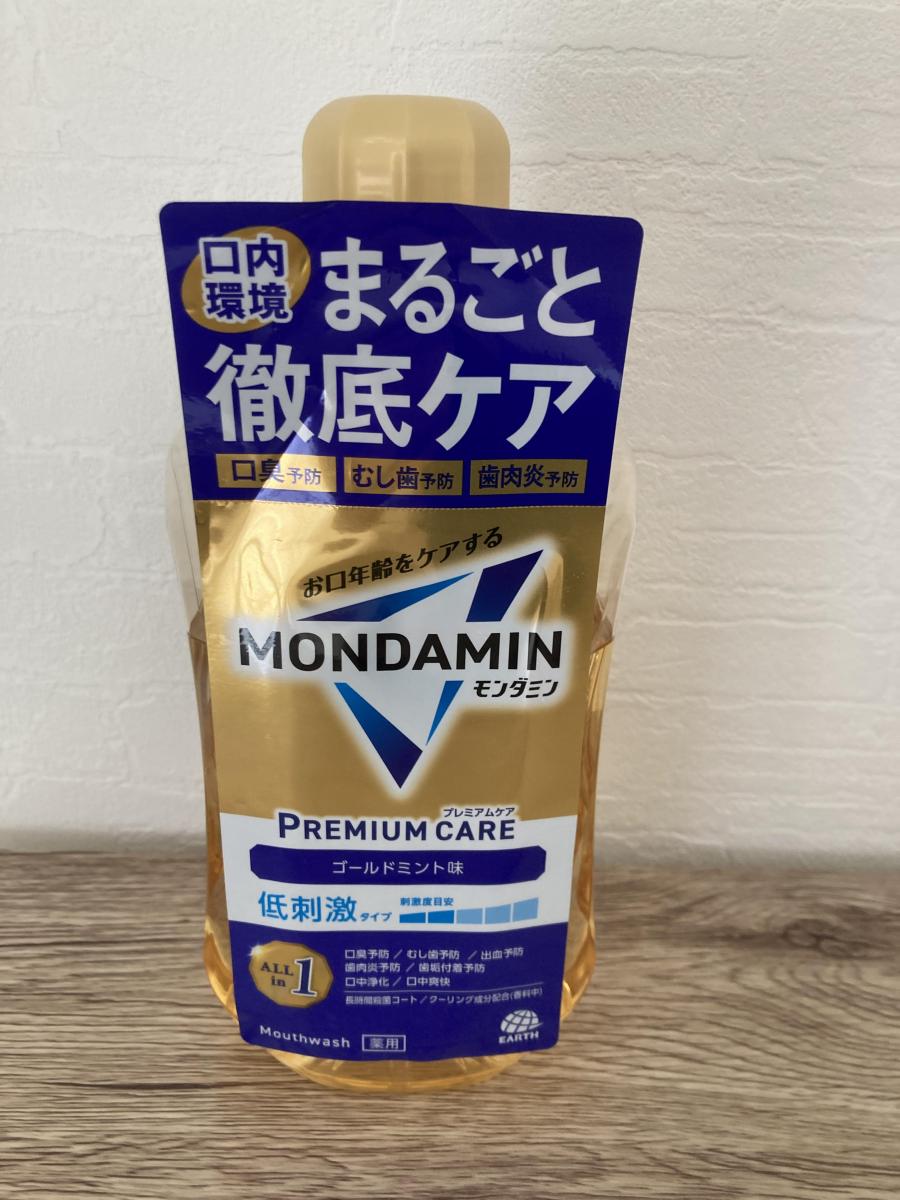 口内
環境
まるごと
徹底ケア
口臭予防 むし歯予防 歯肉炎予防
お口年齢をケアする
MONDAMIN
モンダミン
プレミアムケア
PREMIUM CARE
ゴールドミント味
低刺激タイプ 刺激度目安
ALL in 1
口臭予防 / むし歯予防 / 出血予防
歯肉炎予防 / 歯垢付着予防
口中浄化 / 口中爽快
長時間殺菌コート / クーリング成分配合(香料中)
Mouthwash 薬用
EARTH